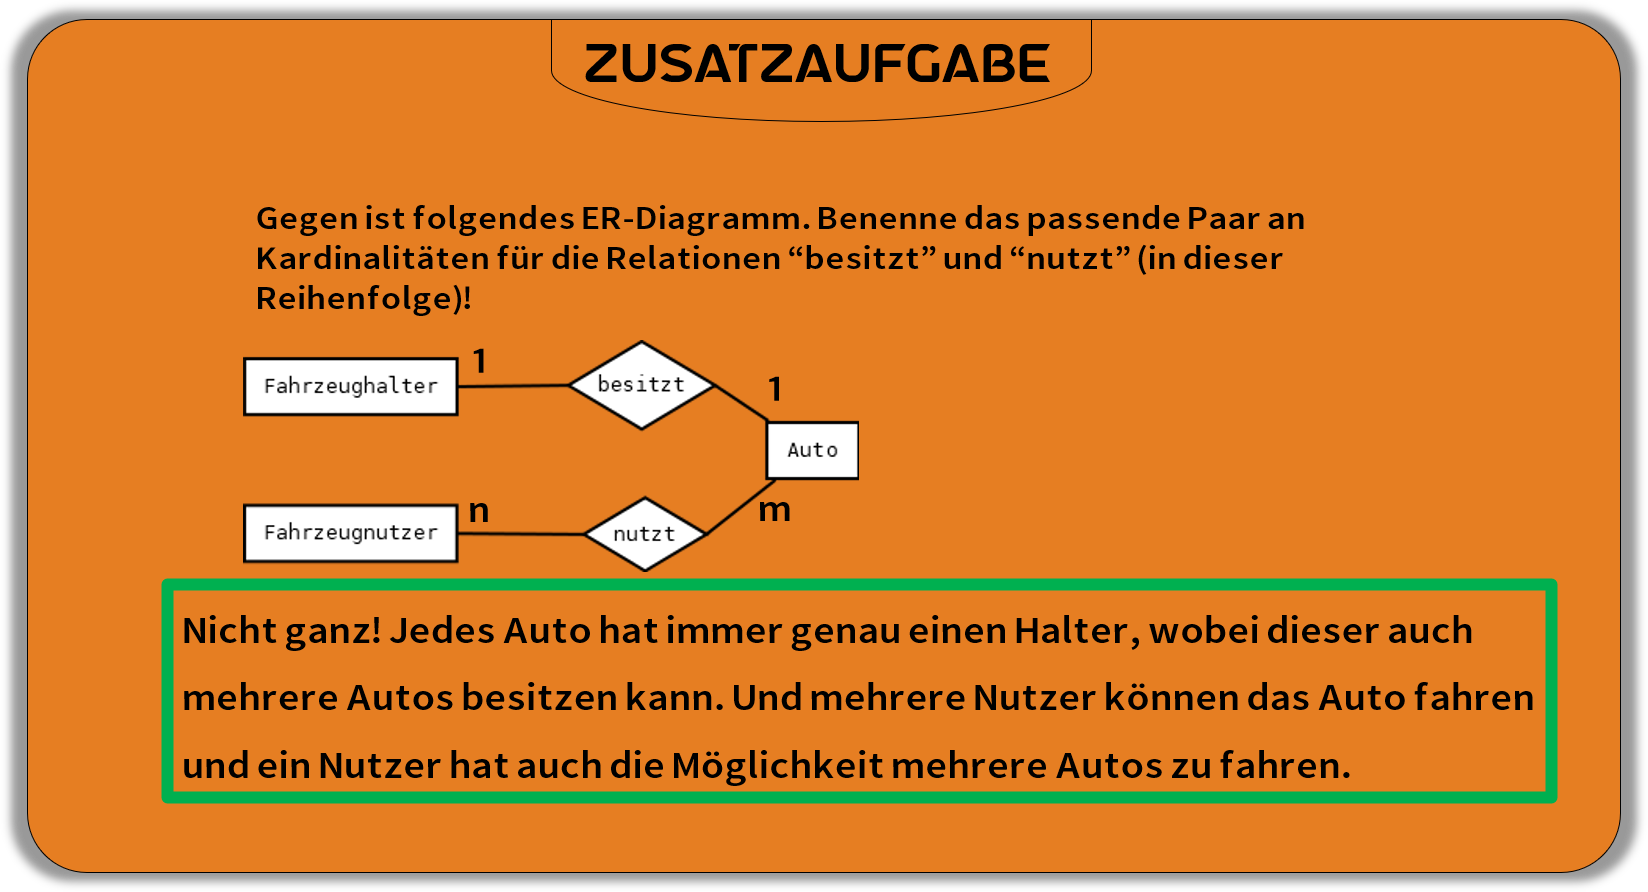 ZUSATZAUFGABE
Gegen ist folgendes ER-Diagramm. Benenne das passende Paar an
Kardinalitäten für die Relationen “besitzt” und “nutzt” (in dieser
Reihenfolge)!
1
Fahrzeughalter
besitzt
1
Auto
n
m
Fahrzeugnutzer
nutzt
Nicht ganz! Jedes Auto hat immer genau einen Halter, wobei dieser auch
mehrere Autos besitzen kann. Und mehrere Nutzer können das Auto fahren
und ein Nutzer hat auch die Möglichkeit mehrere Autos zu fahren.